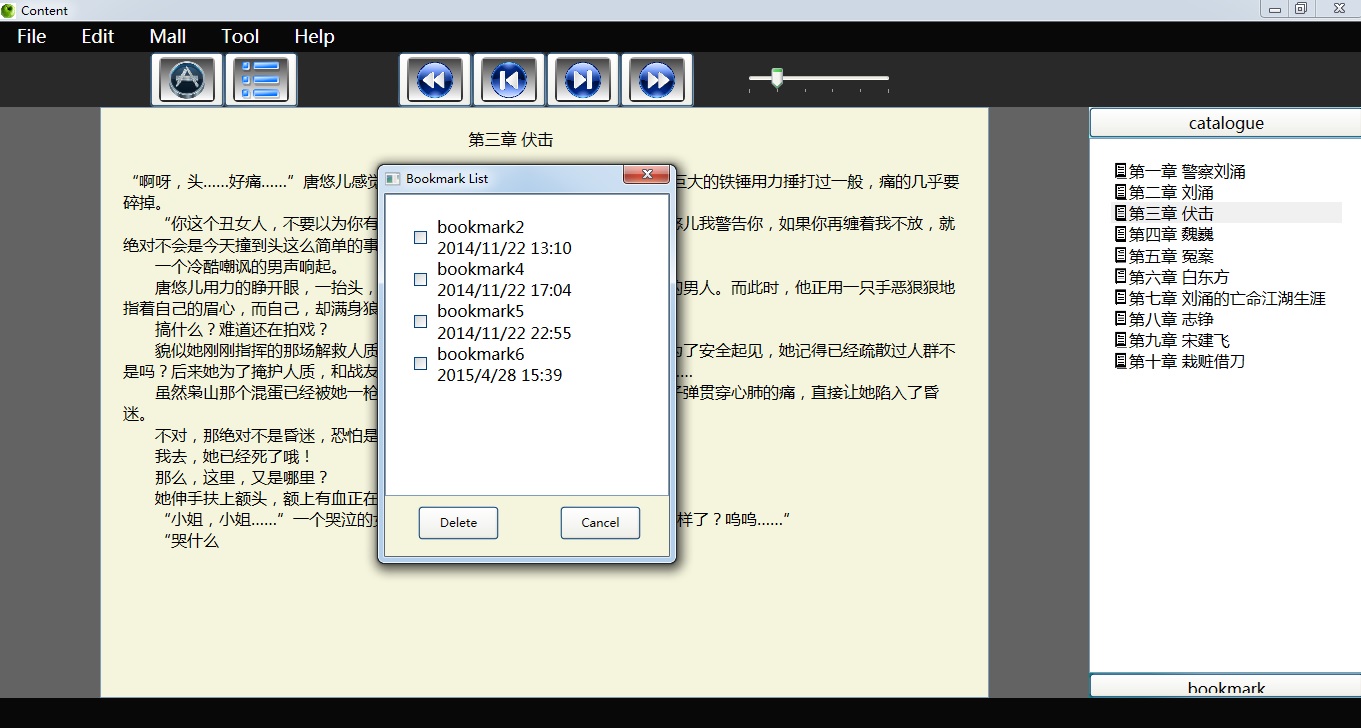 Content
File Edit Mall Tool Help
第三章 伏击
“啊呀，头……好痛……”唐悠儿感觉
巨大的铁锤用力捶打过一般，痛的几乎要
碎掉。
“你这个丑女人，不要以为你有
悠儿我警告你，如果你再缠着我不放，就
绝对不会是今天撞到头这么简单的事
一个冷酷嘲讽的男声响起。
唐悠儿用力的睁开眼，一抬头，
的男人。而此时，他正用一只手恶狠狠地
指着自己的眉心，而自己，却满身狼
搞什么？难道还在拍戏？
貌似她刚刚指挥的那场解救人质
为了安全起见，她记得已经疏散过人群不
是吗？后来她为了掩护人质，和战友
……
虽然枭山那个混蛋已经被她一枪
子弹贯穿心肺的痛，直接让她陷入了昏
迷。
不对，那绝对不是昏迷，恐怕是
我去，她已经死了哦！
那么，这里，又是哪里？
她伸手扶上额头，额上有血正在
“小姐，小姐……”一个哭泣的
样了？呜呜……”
“哭什么
Bookmark List
bookmark2
2014/11/22 13:10
bookmark4
2014/11/22 17:04
bookmark5
2014/11/22 22:55
bookmark6
2015/4/28 15:39
Delete
Cancel
catalogue
第一章 警察刘涌
第二章 刘涌
第三章 伏击
第四章 魏巍
第五章 冤案
第六章 白东方
第七章 刘涌的亡命江湖生涯
第八章 志铮
第九章 宋建飞
第十章 栽赃借刀
bookmark